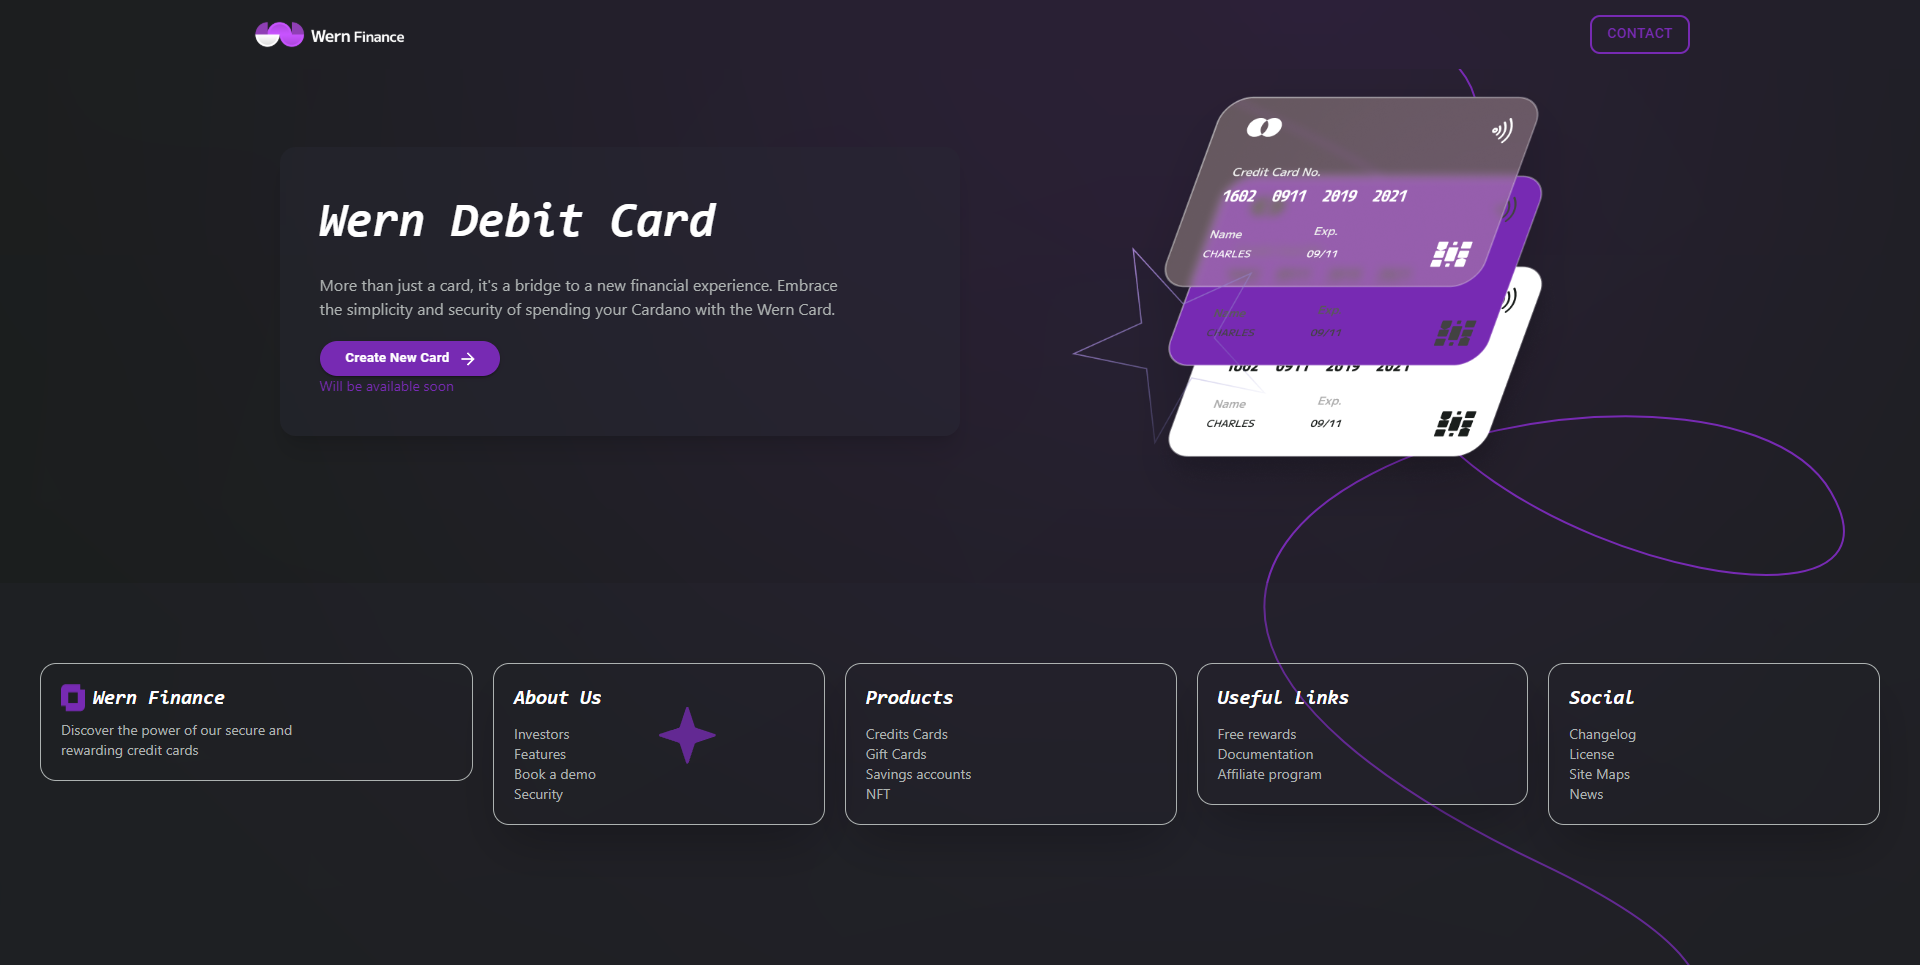 Wern Finance
CONTACT
Wern Debit Card
More than just a card, it's a bridge to a new financial experience. Embrace
the simplicity and security of spending your Cardano with the Wern Card.
Create New Card
Will be available soon
Credit Card No.
1602 0911 2019 2021
Name Exp.
CHARLES 09/11
Name Exp.
CHARLES 09/11
1602 0911 2019 2021
Name Exp.
CHARLES 09/11
Wern Finance
Discover the power of our secure and
rewarding credit cards
About Us
Investors
Features
Book a demo
Security
Products
Credits Cards
Gift Cards
Savings accounts
NFT
Useful Links
Free rewards
Documentation
Affiliate program
Social
Changelog
License
Site Maps
News